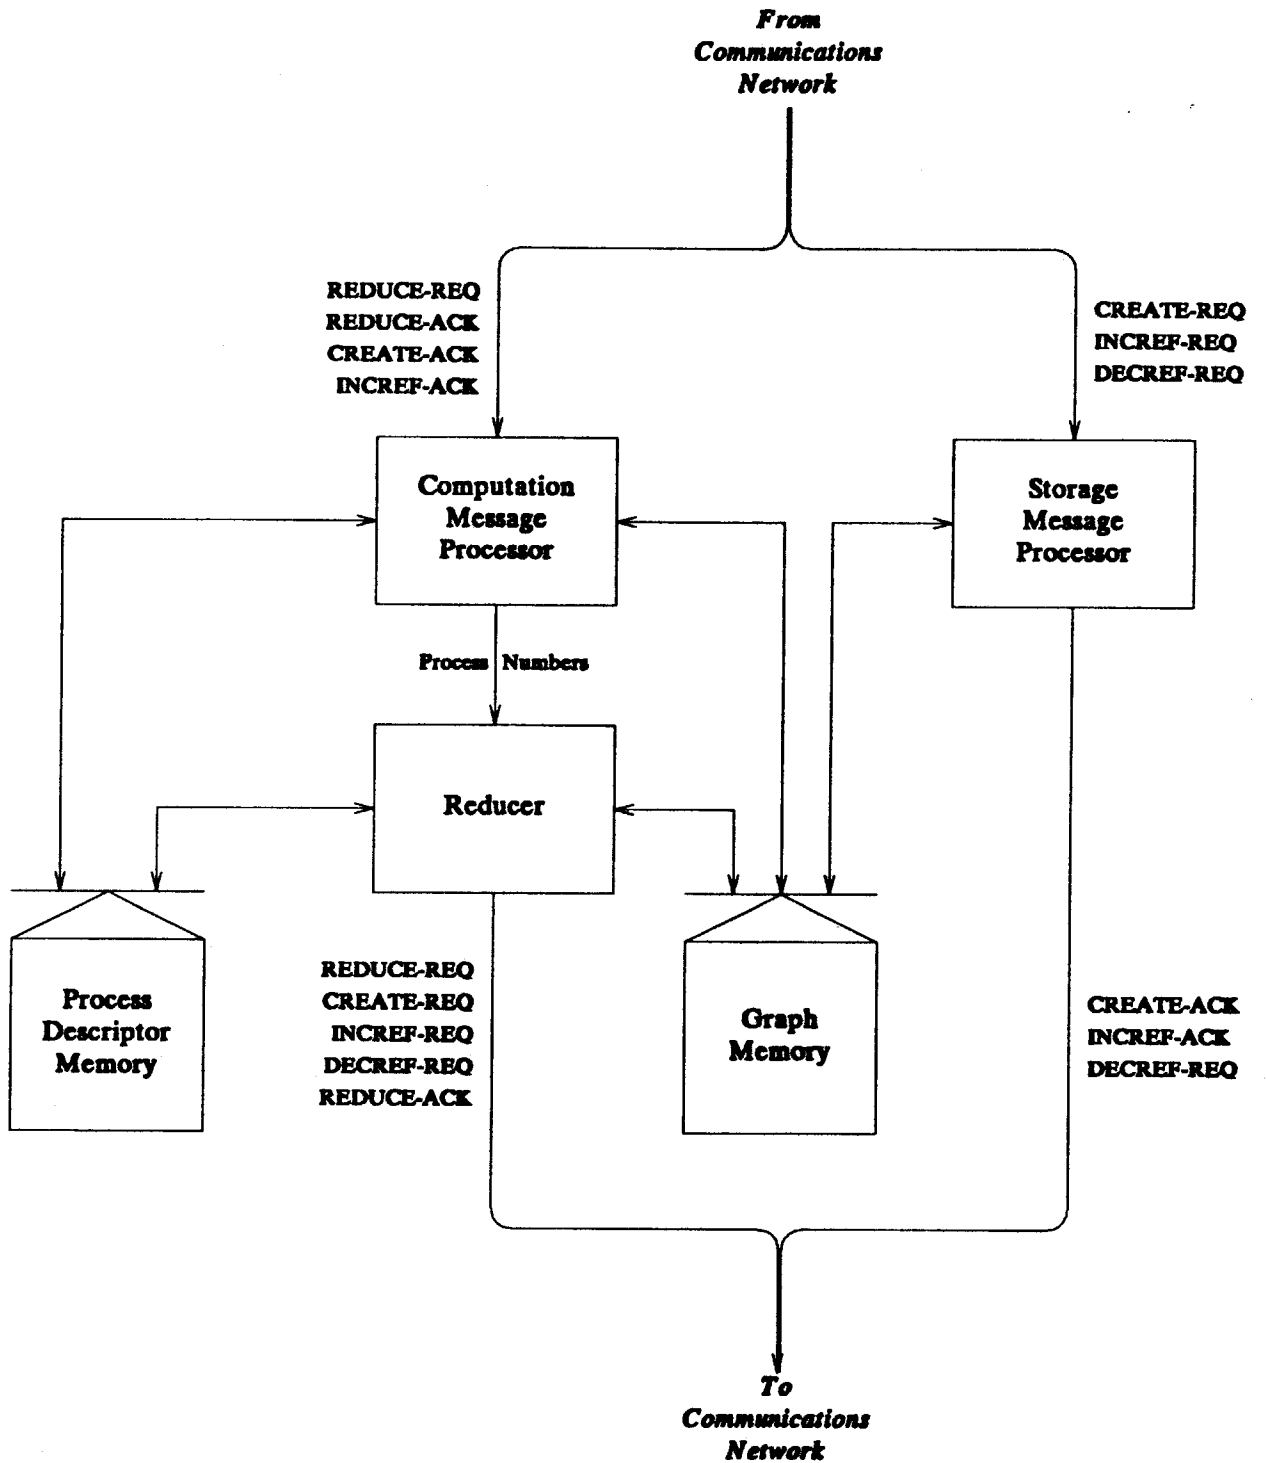 From
Communications
Network
REDUCE-REQ
REDUCE-ACK
CREATE-ACK
INCREF-ACK
CREATE-REQ
INCREF-REQ
DECREF-REQ
Computation
Message
Processor
Storage
Message
Processor
Process Numbers
Reducer
Process
Descriptor
Memory
REDUCE-REQ
CREATE-REQ
INCREF-REQ
DECREF-REQ
REDUCE-ACK
Graph
Memory
CREATE-ACK
INCREF-ACK
DECREF-REQ
To
Communications
Network